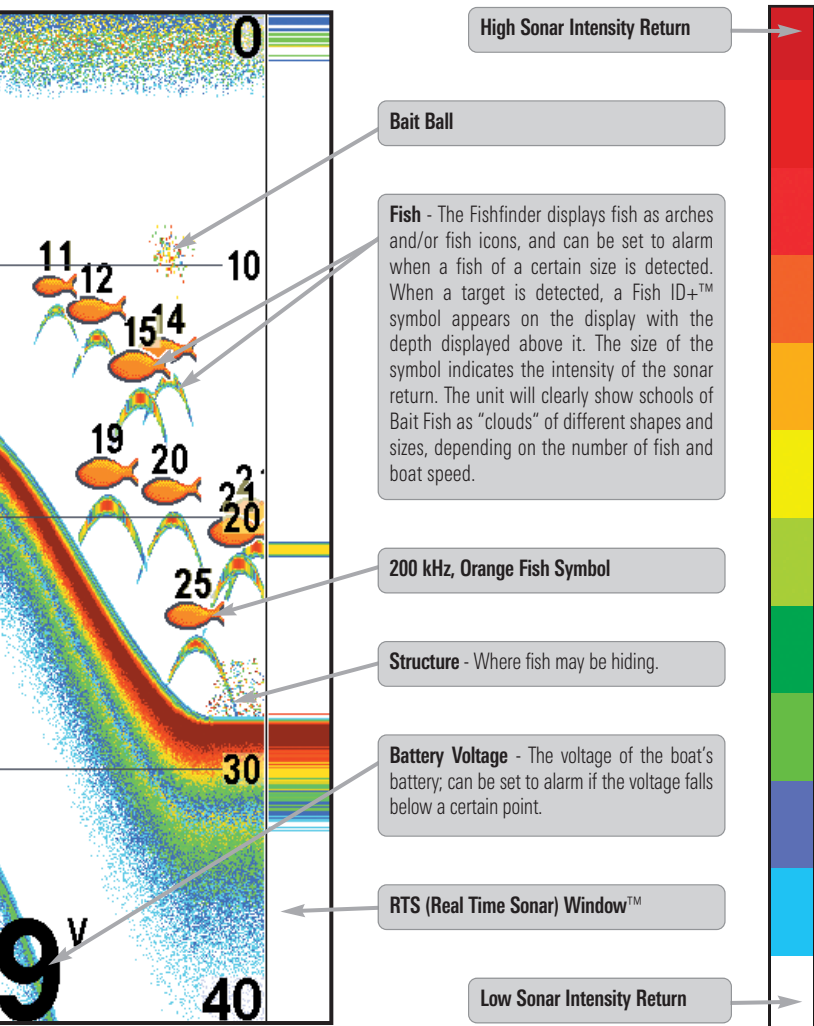 High Sonar Intensity Return
0
Bait Ball
Fish - The Fishfinder displays fish as arches
and/or fish icons, and can be set to alarm
when a fish of a certain size is detected.
When a target is detected, a Fish ID+™
symbol appears on the display with the
depth displayed above it. The size of the
symbol indicates the intensity of the sonar
return. The unit will clearly show schools of
Bait Fish as "clouds" of different shapes and
sizes, depending on the number of fish and
boat speed.
11
12
10
15
14
19
20
21
20
25
200 kHz, Orange Fish Symbol
Structure - Where fish may be hiding.
30
Battery Voltage - The voltage of the boat's
battery; can be set to alarm if the voltage falls
below a certain point.
RTS (Real Time Sonar) Window™
9 V
40
Low Sonar Intensity Return